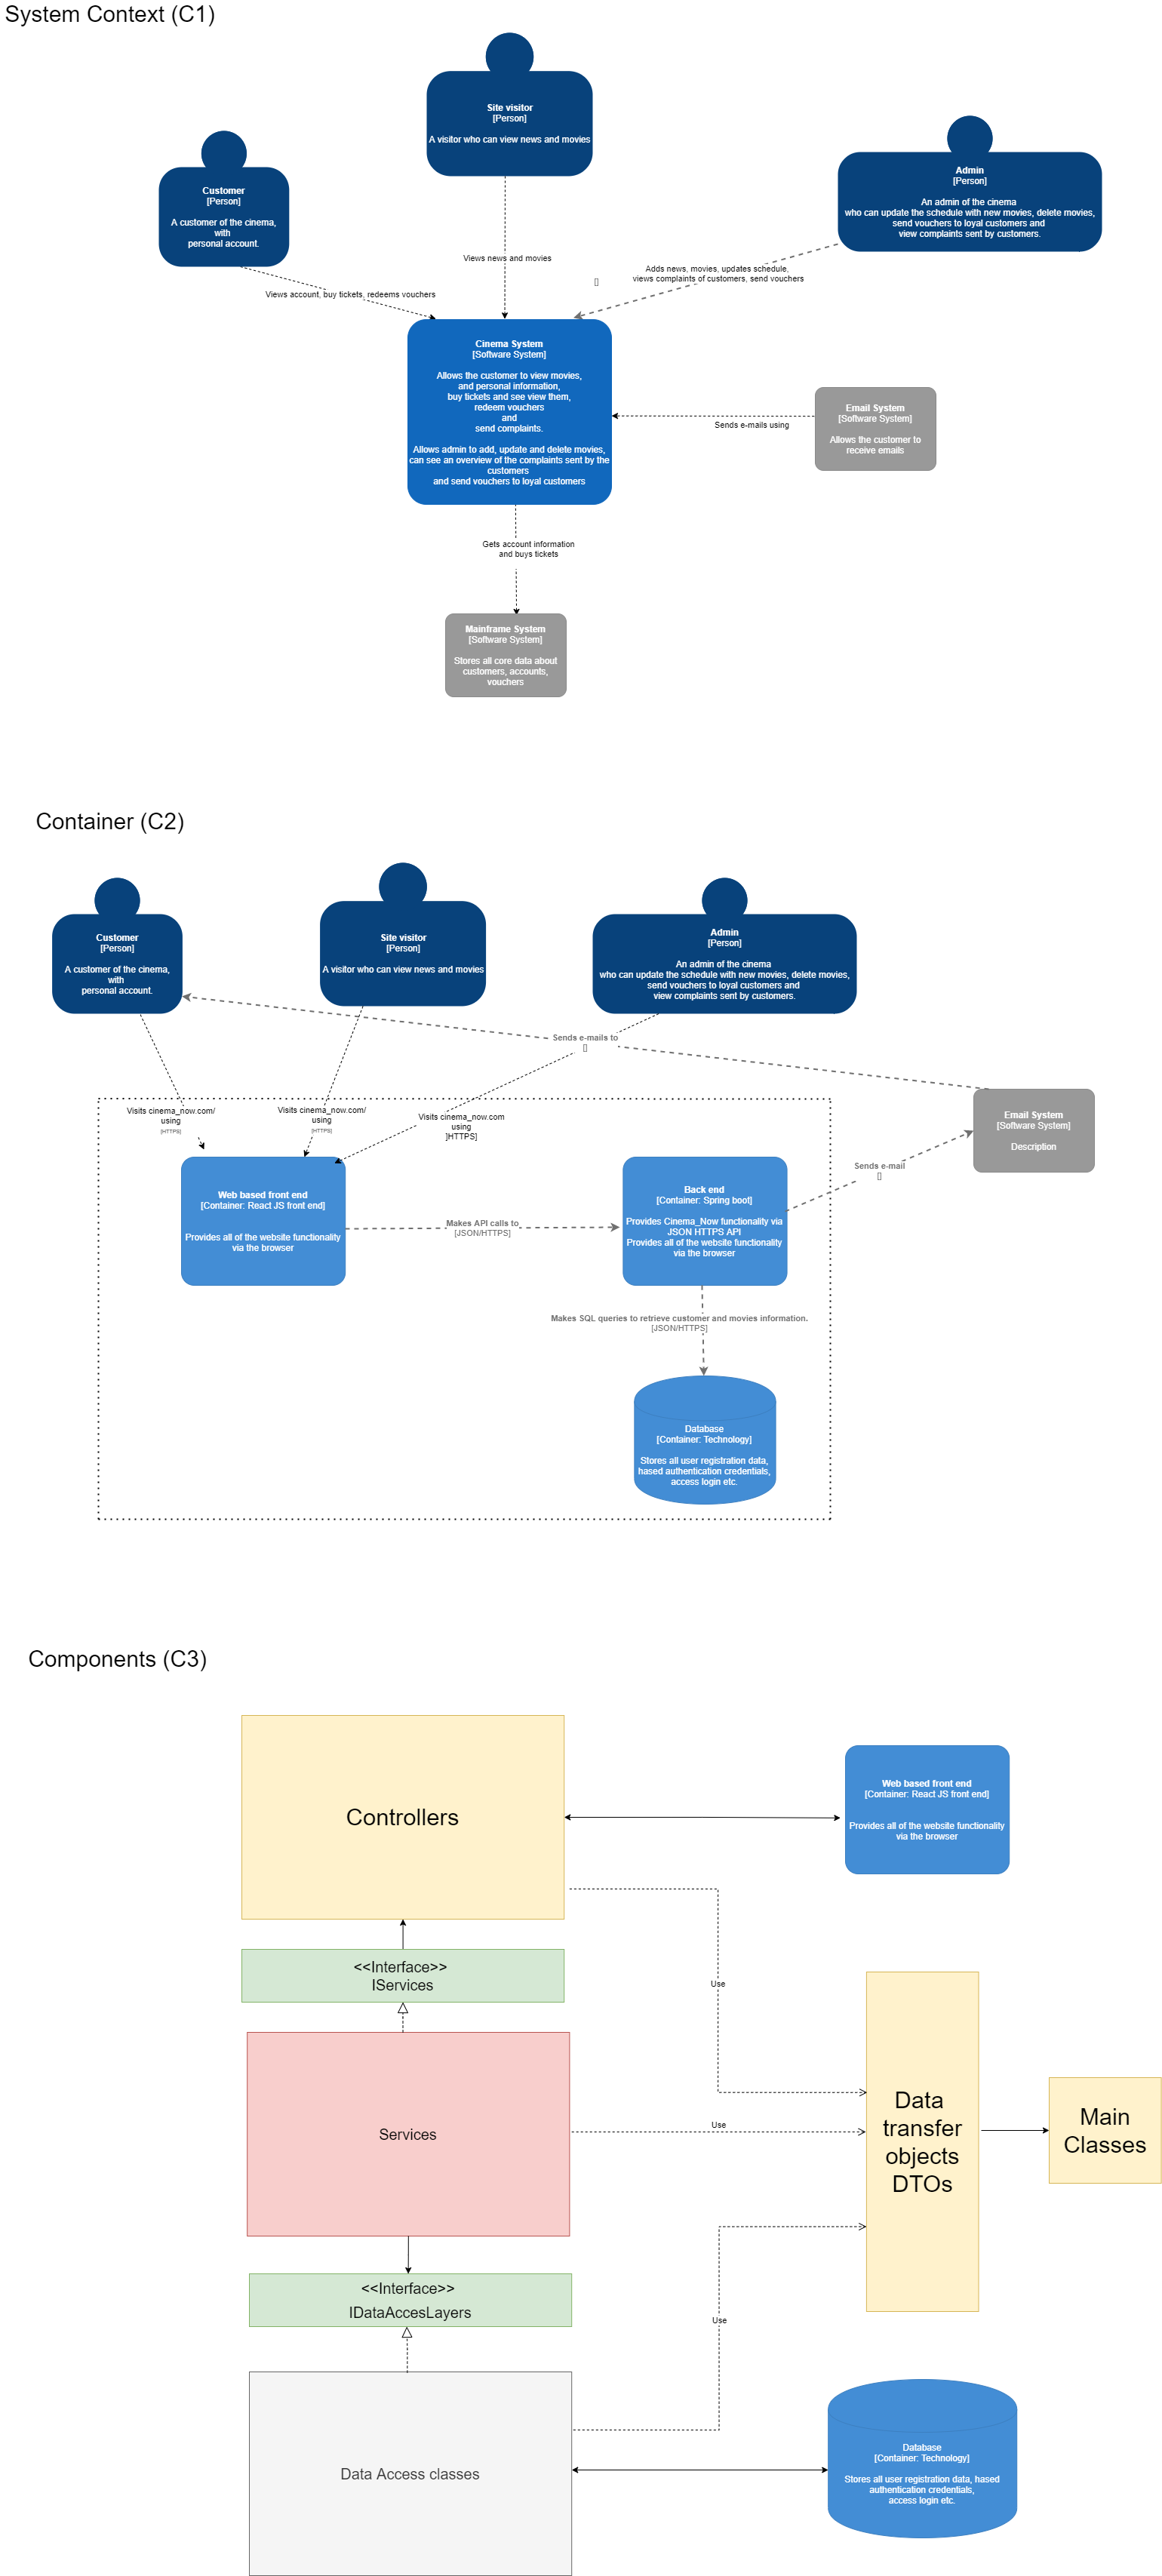 System Context (C1)
Site visitor
[Person]
A visitor who can view news and movies
Customer
[Person]
A customer of the cinema,
with
personal account.
Admin
[Person]
An admin of the cinema
who can update the schedule with new movies, delete movies,
send vouchers to loyal customers and
view complaints sent by customers.
Views news and movies
Adds news, movies, updates schedule,
views complaints of customers, send vouchers
[]
Views account, buy tickets, redeems vouchers
Cinema System
[Software System]
Allows the customer to view movies,
and personal information,
buy tickets and see view them,
redeem vouchers
and
send complaints.
Allows admin to add, update and delete movies,
can see an overview of the complaints sent by the
customers
and send vouchers to loyal customers
Sends e-mails using
Email System
[Software System]
Allows the customer to
receive emails
Gets account information
and buys tickets
Mainframe System
[Software System]
Stores all core data about
customers, accounts,
vouchers
Container (C2)
Customer
[Person]
A customer of the cinema,
with
personal account.
Site visitor
[Person]
A visitor who can view news and movies
Admin
[Person]
An admin of the cinema
who can update the schedule with new movies, delete movies,
send vouchers to loyal customers and
view complaints sent by customers.
Sends e-mails to
[]
Visits cinema_now.com/
using
[HTTPS]
Visits cinema_now.com/
using
[HTTPS]
Visits cinema_now.com
using
]HTTPS]
Email System
[Software System]
Description
Sends e-mail
[]
Web based front end
[Container: React JS front end]
Provides all of the website functionality
via the browser
Makes API calls to
[JSON/HTTPS]
Back end
[Container: Spring boot]
Provides Cinema_Now functionality via
JSON HTTPS API
Provides all of the website functionality
via the browser
Makes SQL queries to retrieve customer and movies information.
[JSON/HTTPS]
Database
[Container: Technology]
Stores all user registration data,
hased authentication credentials,
access login etc.
Components (C3)
Controllers
Web based front end
[Container: React JS front end]
Provides all of the website functionality
via the browser
<<Interface>>
IServices
Use
Services
Use
Data
transfer
objects
DTOs
Main
Classes
<<Interface>>
IDataAccesLayers
Use
Data Access classes
Database
[Container: Technology]
Stores all user registration data, hased
authentication credentials,
access login etc.